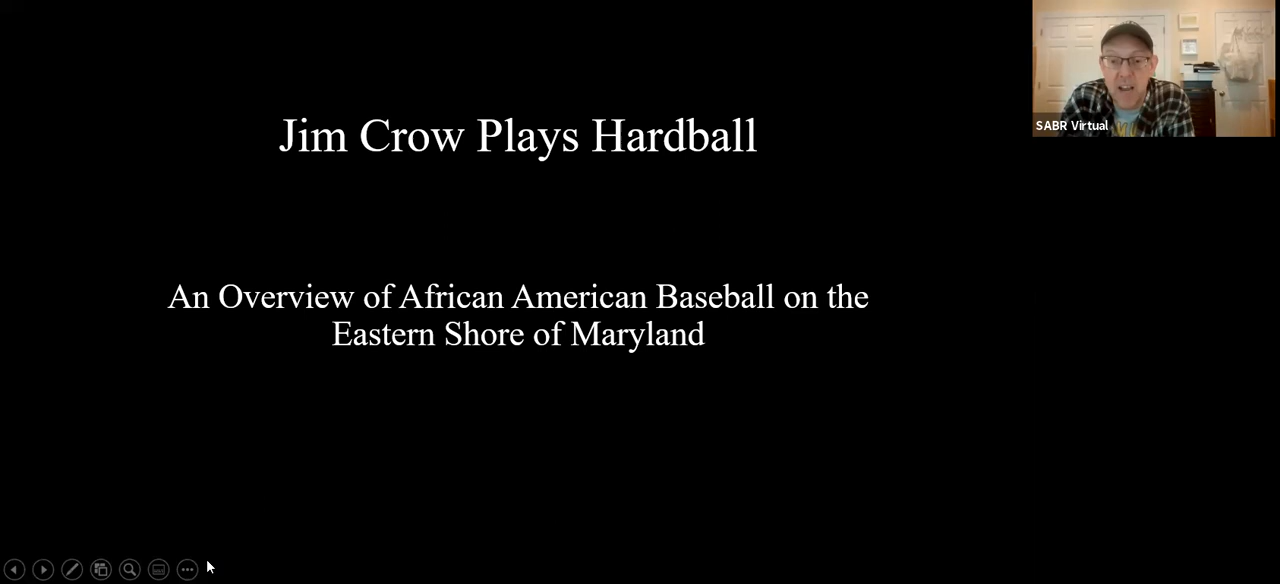 Jim Crow Plays Hardball
SABR Virtual
An Overview of African American Baseball on the
Eastern Shore of Maryland